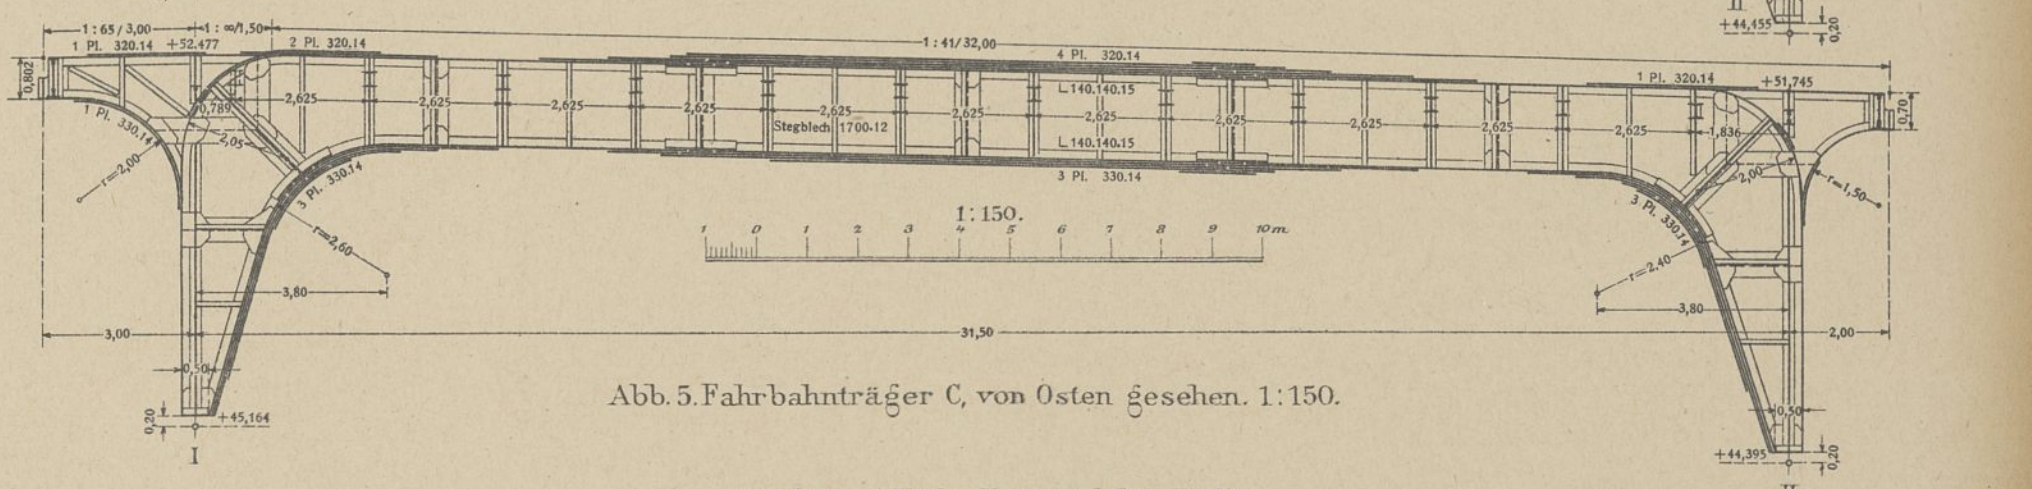 II
+44,455
0,20
1:65/3,00
1:∞/1,50
1:41/32,00
1 Pl. 320.14
+52.477
2 Pl. 320.14
4 Pl. 320.14
1 Pl. 320.14
+51,745
0,802
0,70
∟140.140.15
0,789
2,625
2,625
2,625
2,625
2,625
2,625
2,625
2,625
2,625
2,625
2,625
1,836
1 Pl. 330.14
2,05
Stegblech 1700.12
∟140.140.15
3 Pl. 330.14
3 Pl. 330.14
3 Pl. 330.14
r=2,00
2,00
r=1,50
r=2,60
r=2.40
1:150.
1 0 1 2 3 4 5 6 7 8 9 10 m
3,80
3,80
3,00
31,50
2,00
0,50
0,50
Abb. 5. Fahrbahnträger C, von Osten gesehen. 1:150.
0,20
+45,164
I
+44,395
0,20